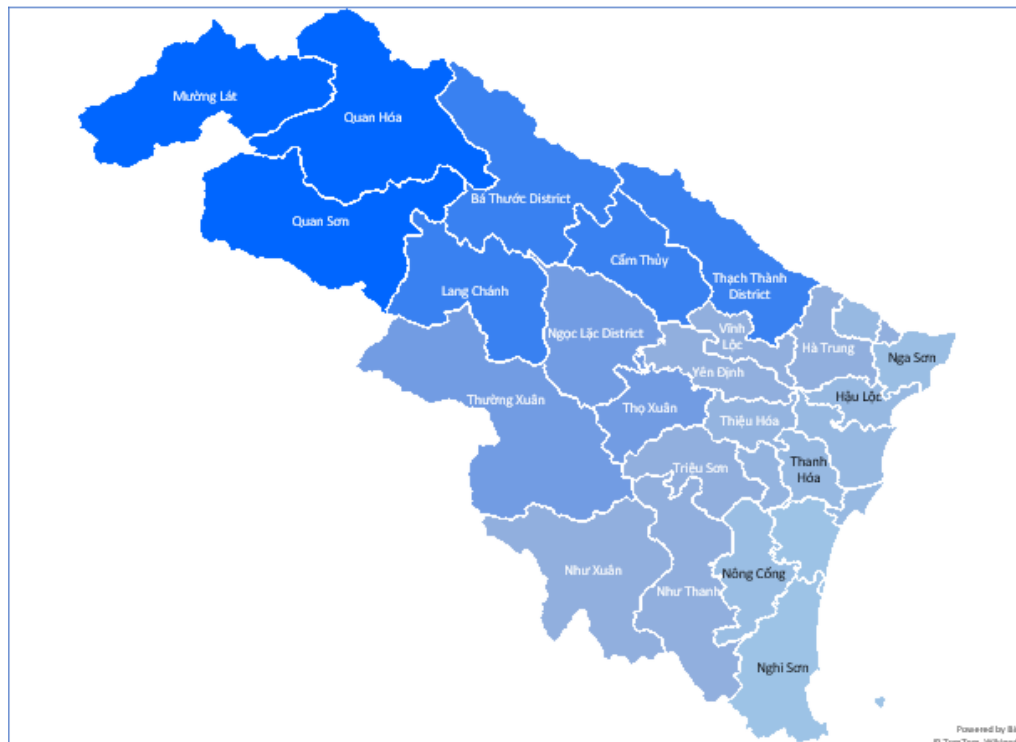 Mường Lát
Quan Hóa
Quan Sơn
Bá Thước District
Cẩm Thủy
Thạch Thành
District
Lang Chánh
Ngọc Lặc District
Vĩnh
Lộc
Hà Trung
Nga Sơn
Yên Định
Hậu Lộc
Thường Xuân
Thọ Xuân
Thiệu Hóa
Thanh
Hóa
Triệu Sơn
Như Xuân
Như Thanh
Nông Cống
Nghi Sơn
Powered by Bi
© TomTom,